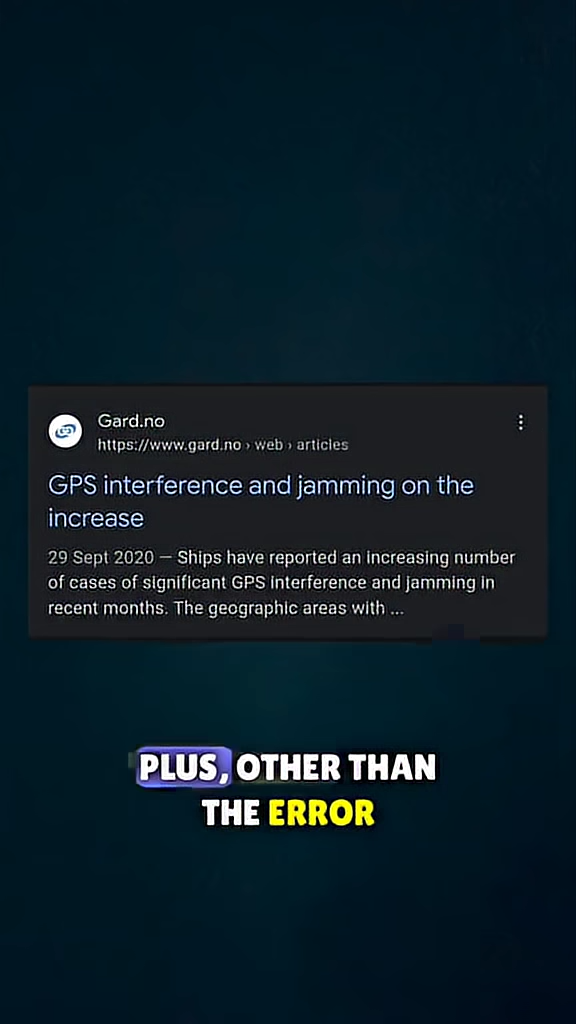 Gard.no
https://www.gard.no › web › articles
GPS interference and jamming on the
increase
29 Sept 2020 — Ships have reported an increasing number
of cases of significant GPS interference and jamming in
recent months. The geographic areas with ...
PLUS, OTHER THAN
THE ERROR